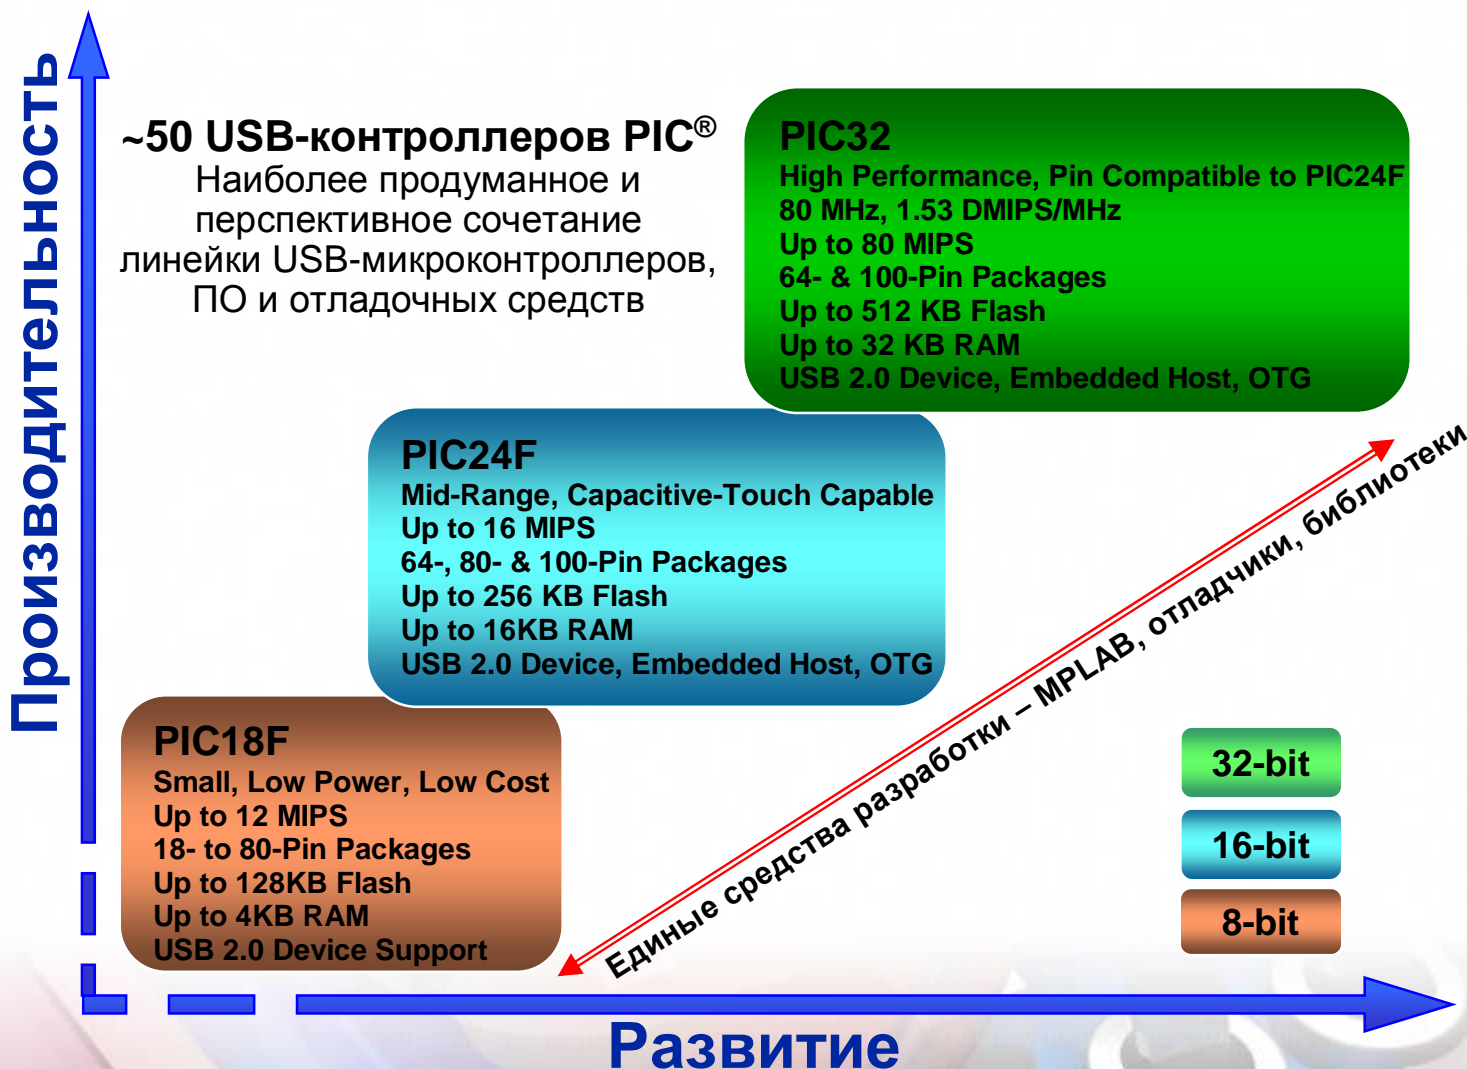 Производительность
~50 USB-контроллеров PIC®
Наиболее продуманное и
перспективное сочетание
линейки USB-микроконтроллеров,
ПО и отладочных средств
PIC32
High Performance, Pin Compatible to PIC24F
80 MHz, 1.53 DMIPS/MHz
Up to 80 MIPS
64- & 100-Pin Packages
Up to 512 KB Flash
Up to 32 KB RAM
USB 2.0 Device, Embedded Host, OTG
PIC24F
Mid-Range, Capacitive-Touch Capable
Up to 16 MIPS
64-, 80- & 100-Pin Packages
Up to 256 KB Flash
Up to 16KB RAM
USB 2.0 Device, Embedded Host, OTG
PIC18F
Small, Low Power, Low Cost
Up to 12 MIPS
18- to 80-Pin Packages
Up to 128KB Flash
Up to 4KB RAM
USB 2.0 Device Support
Единые средства разработки – MPLAB, отладчики, библиотеки
32-bit
16-bit
8-bit
Развитие